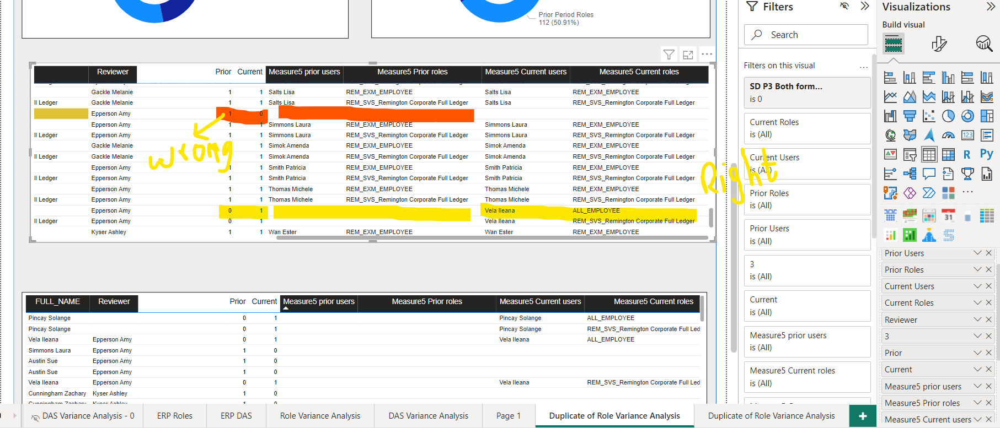 Prior Period Roles
112 (50.91%)
Reviewer Prior Current Measure5 prior users Measure5 Prior roles Measure5 Current users Measure5 Current roles
Gackle Melanie 1 1 Salts Lisa REM_EXM_EMPLOYEE Salts Lisa REM_EXM_EMPLOYEE
ll Ledger Gackle Melanie 1 1 Salts Lisa REM_SVS_Remington Corporate Full Ledger Salts Lisa REM_SVS_Remington Corporate Full Ledger
Epperson Amy 1 0
Epperson Amy 1 1 Simmons Laura REM_EXM_EMPLOYEE Simmons Laura REM_EXM_EMPLOYEE
ll Ledger Epperson Amy 1 1 Simmons Laura REM_SVS_Remington Corporate Full Ledger Simmons Laura REM_SVS_Remington Corporate Full Ledger
Gackle Melanie 1 Simok Amenda REM_EXM_EMPLOYEE Simok Amenda REM_EXM_EMPLOYEE
ll Ledger Gackle Melanie 1 Simok Amenda REM_SVS_Remington Corporate Full Ledger Simok Amenda REM_SVS_Remington Corporate Full Ledger
Epperson Amy 1 1 Smith Patricia REM_EXM_EMPLOYEE Smith Patricia REM_EXM_EMPLOYEE
ll Ledger Epperson Amy 1 1 Smith Patricia REM_SVS_Remington Corporate Full Ledger Smith Patricia REM_SVS_Remington Corporate Full Ledger
Epperson Amy 1 1 Thomas Michele REM_EXM_EMPLOYEE Thomas Michele REM_EXM_EMPLOYEE
ll Ledger Epperson Amy 1 1 Thomas Michele REM_SVS_Remington Corporate Full Ledger Thomas Michele REM_SVS_Remington Corporate Full Ledger
Epperson Amy 0 1 Vela Ileana ALL_EMPLOYEE
ll Ledger Epperson Amy 0 1 Vela Ileana REM_SVS_Remington Corporate Full Ledger
Kyser Ashley 1 1 Wan Ester REM_EXM_EMPLOYEE Wan Ester REM_EXM_EMPLOYEE
wrong
Right
FULL_NAME Reviewer Prior Current Measure5 prior users Measure5 Prior roles Measure5 Current users Measure5 Current roles
Pincay Solange 0 1 Pincay Solange ALL_EMPLOYEE
Pincay Solange 0 1 Pincay Solange REM_SVS_Remington Corporate Full Led
Vela Ileana Epperson Amy 0 1 Vela Ileana ALL_EMPLOYEE
Simmons Laura Epperson Amy 1 0
Austin Sue Epperson Amy 1 0
Austin Sue Epperson Amy 1 0
Vela Ileana Epperson Amy 0 1 Vela Ileana REM_SVS_Remington Corporate Full Led
Cunningham Zachary Kyser Ashley 1 0
DAS Variance Analysis - 0
ERP Roles
ERP DAS
Role Variance Analysis
DAS Variance Analysis
Page 1
Duplicate of Role Variance Analysis
Duplicate of Role Variance Analysis
Filters
Search
Filters on this visual
SD P3 Both form...
is 0
Current Roles
is (All)
Current Users
is (All)
Prior Roles
is (All)
Prior Users
is (All)
3
is (All)
Current
is (All)
Measure5 prior users
is (All)
Measure5 Current roles
is (All)
Visualizations
Build visual
123
R
Py
31
Prior Users
Prior Roles
Current Users
Current Roles
Reviewer
3
Prior
Current
Measure5 prior users
Measure5 Prior roles
Measure5 Current users